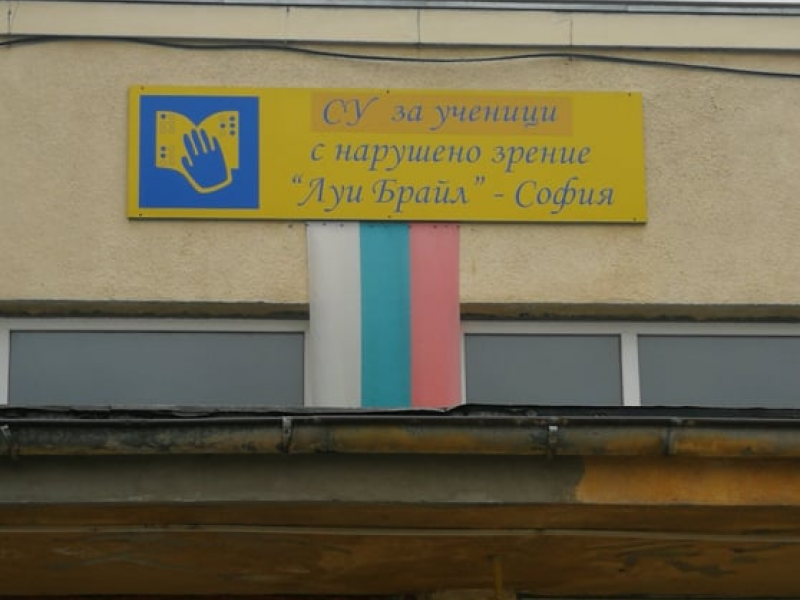 СУ за ученици
с нарушено зрение
“Луи Брайл” - София